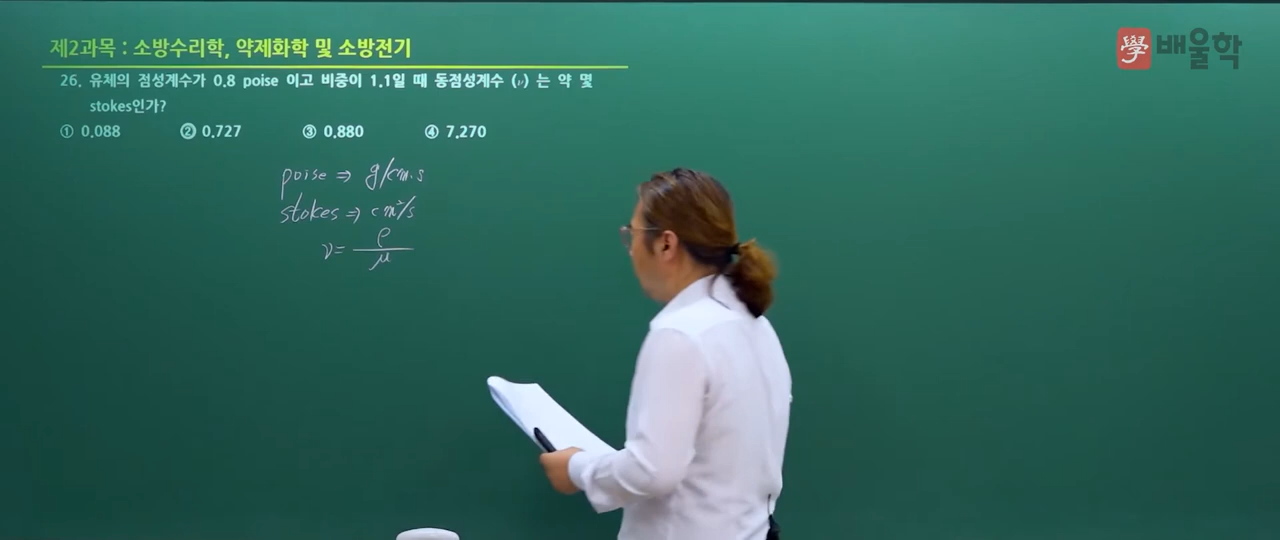 제2과목 : 소방수리학, 약제화학 및 소방전기
學 배울학
26. 유체의 점성계수가 0.8 poise 이고 비중이 1.1일 때 동점성계수 (ν) 는 약 몇
stokes인가?
① 0.088 ② 0.727 ③ 0.880 ④ 7.270
poise ⇒ g/cm·s
stokes ⇒ cm²/s
ν = ρ/μ